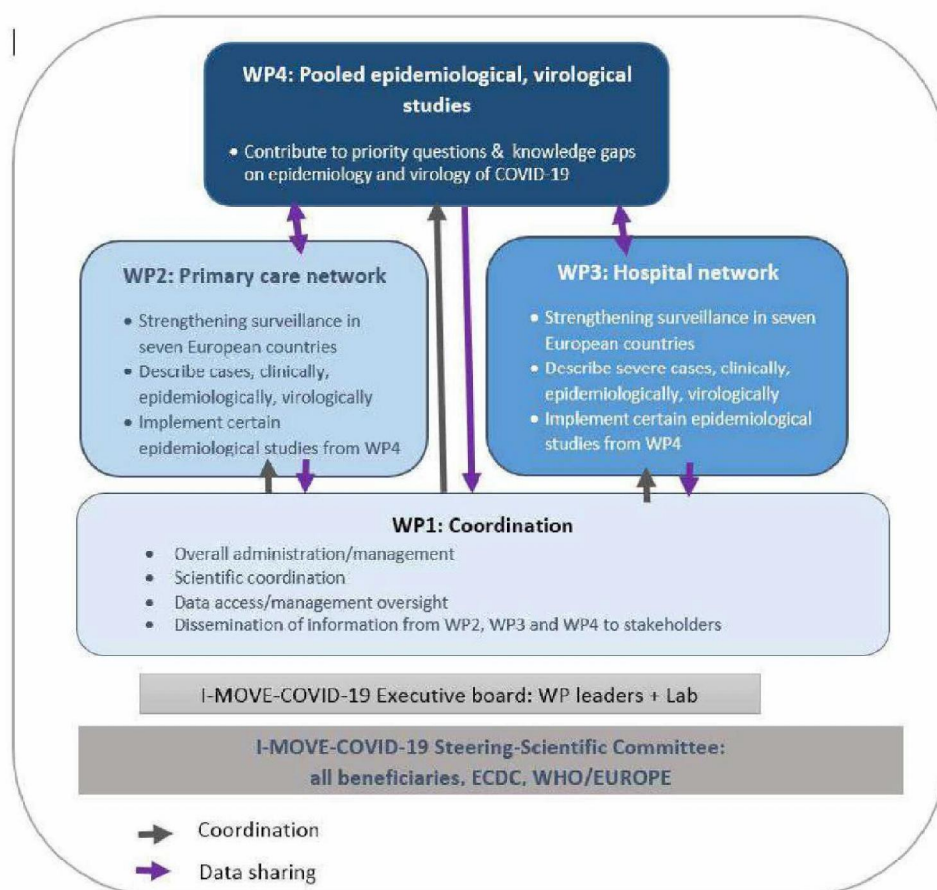 WP4: Pooled epidemiological, virological
studies
• Contribute to priority questions & knowledge gaps
on epidemiology and virology of COVID-19
WP2: Primary care network
• Strengthening surveillance in
seven European countries
• Describe cases, clinically,
epidemiologically, virologically
• Implement certain
epidemiological studies from WP4
WP3: Hospital network
• Strengthening surveillance in seven
European countries
• Describe severe cases, clinically,
epidemiologically, virologically
• Implement certain epidemiological
studies from WP4
WP1: Coordination
• Overall administration/management
• Scientific coordination
• Data access/management oversight
• Dissemination of information from WP2, WP3 and WP4 to stakeholders
I-MOVE-COVID-19 Executive board: WP leaders + Lab
I-MOVE-COVID-19 Steering-Scientific Committee:
all beneficiaries, ECDC, WHO/EUROPE
Coordination
Data sharing